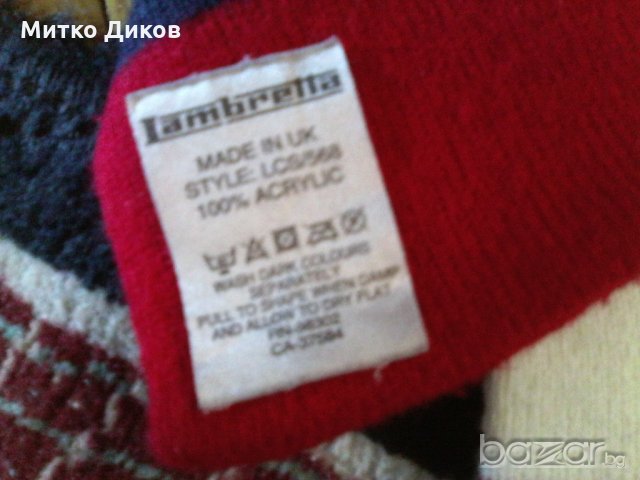 Митко Диков
Lambretta
MADE IN UK
STYLE: LCS/568
100% ACRYLIC
WASH DARK COLOURS
SEPARATELY
PULL TO SHAPE WHEN DAMP
AND ALLOW TO DRY FLAT
RN-98302
CA-37584
bazar.bg